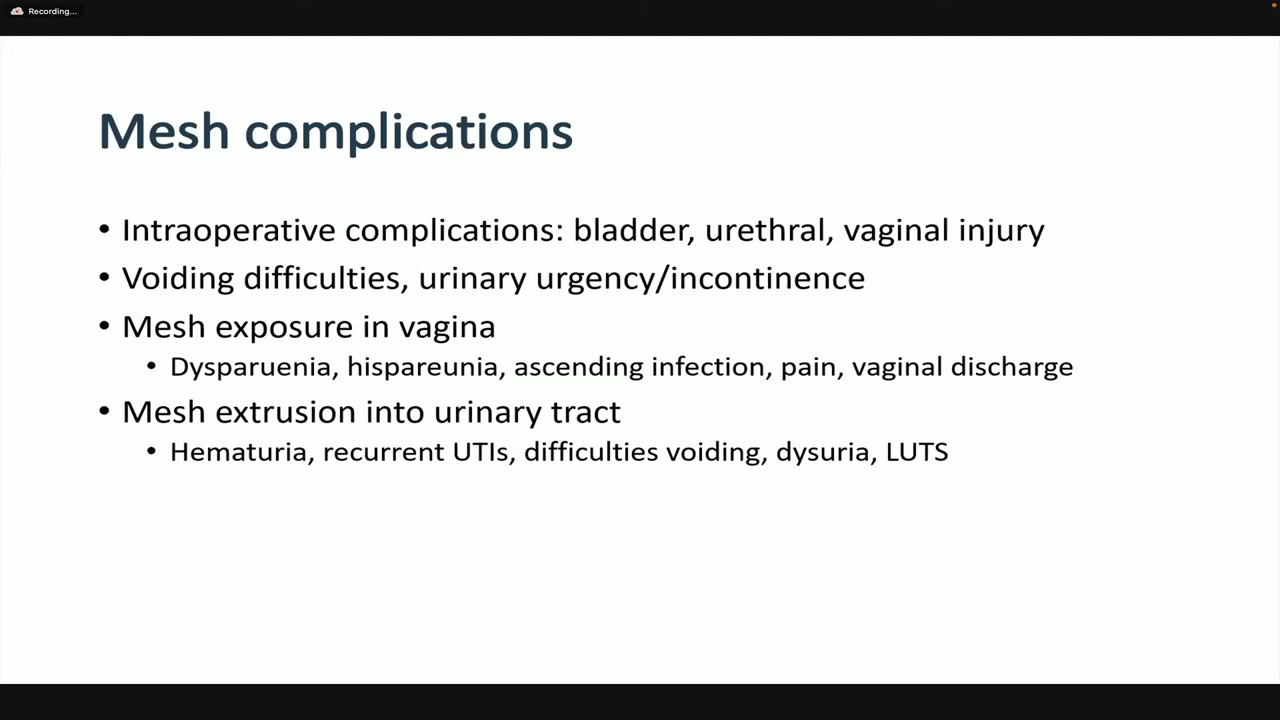 Recording...
Mesh complications
• Intraoperative complications: bladder, urethral, vaginal injury
• Voiding difficulties, urinary urgency/incontinence
• Mesh exposure in vagina
• Dysparuenia, hispareunia, ascending infection, pain, vaginal discharge
• Mesh extrusion into urinary tract
• Hematuria, recurrent UTIs, difficulties voiding, dysuria, LUTS